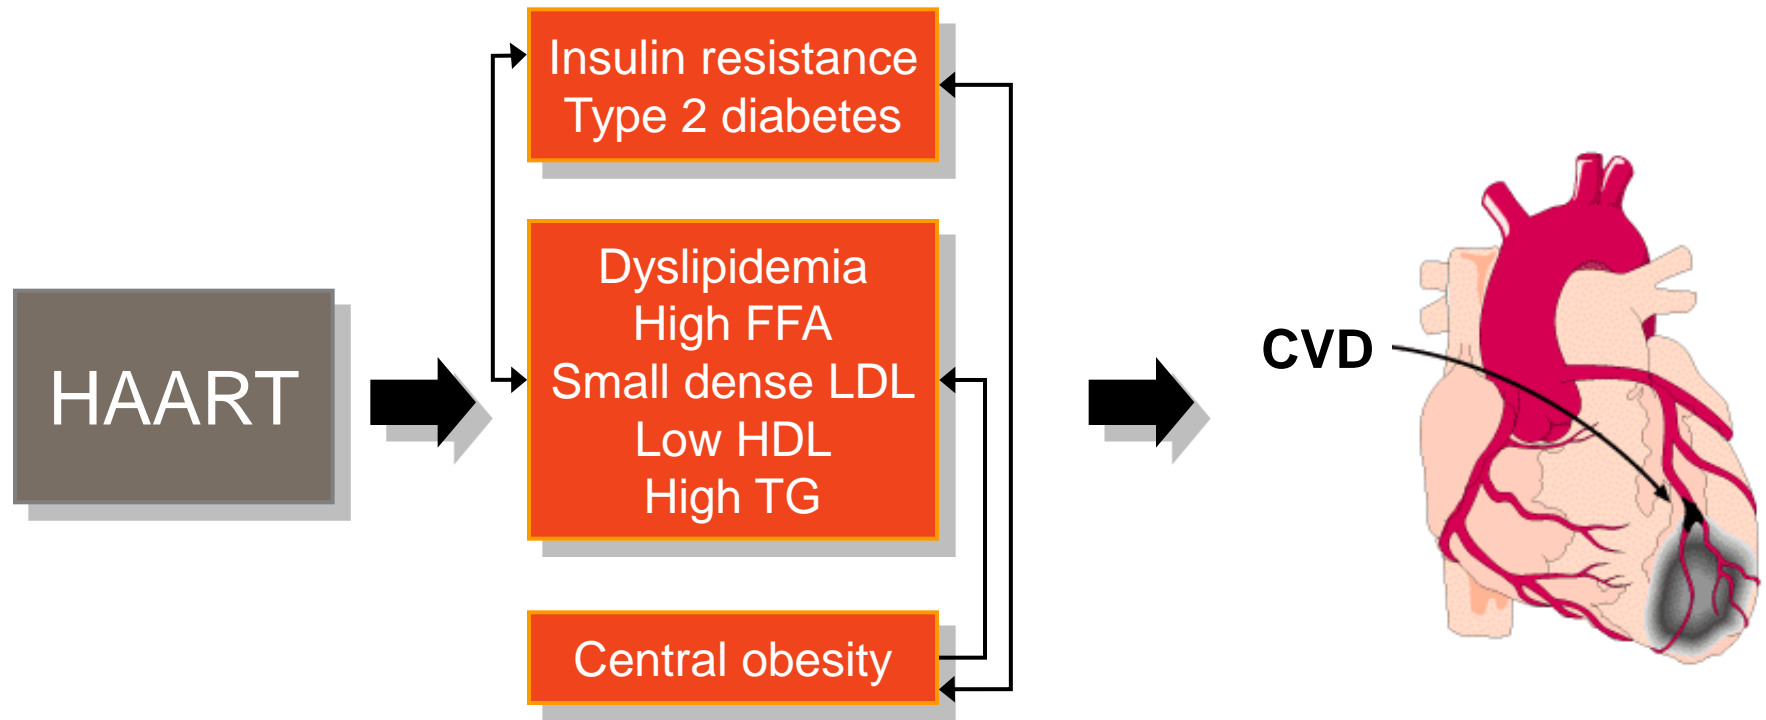 HAART
Insulin resistance
Type 2 diabetes
Dyslipidemia
High FFA
Small dense LDL
Low HDL
High TG
Central obesity
CVD